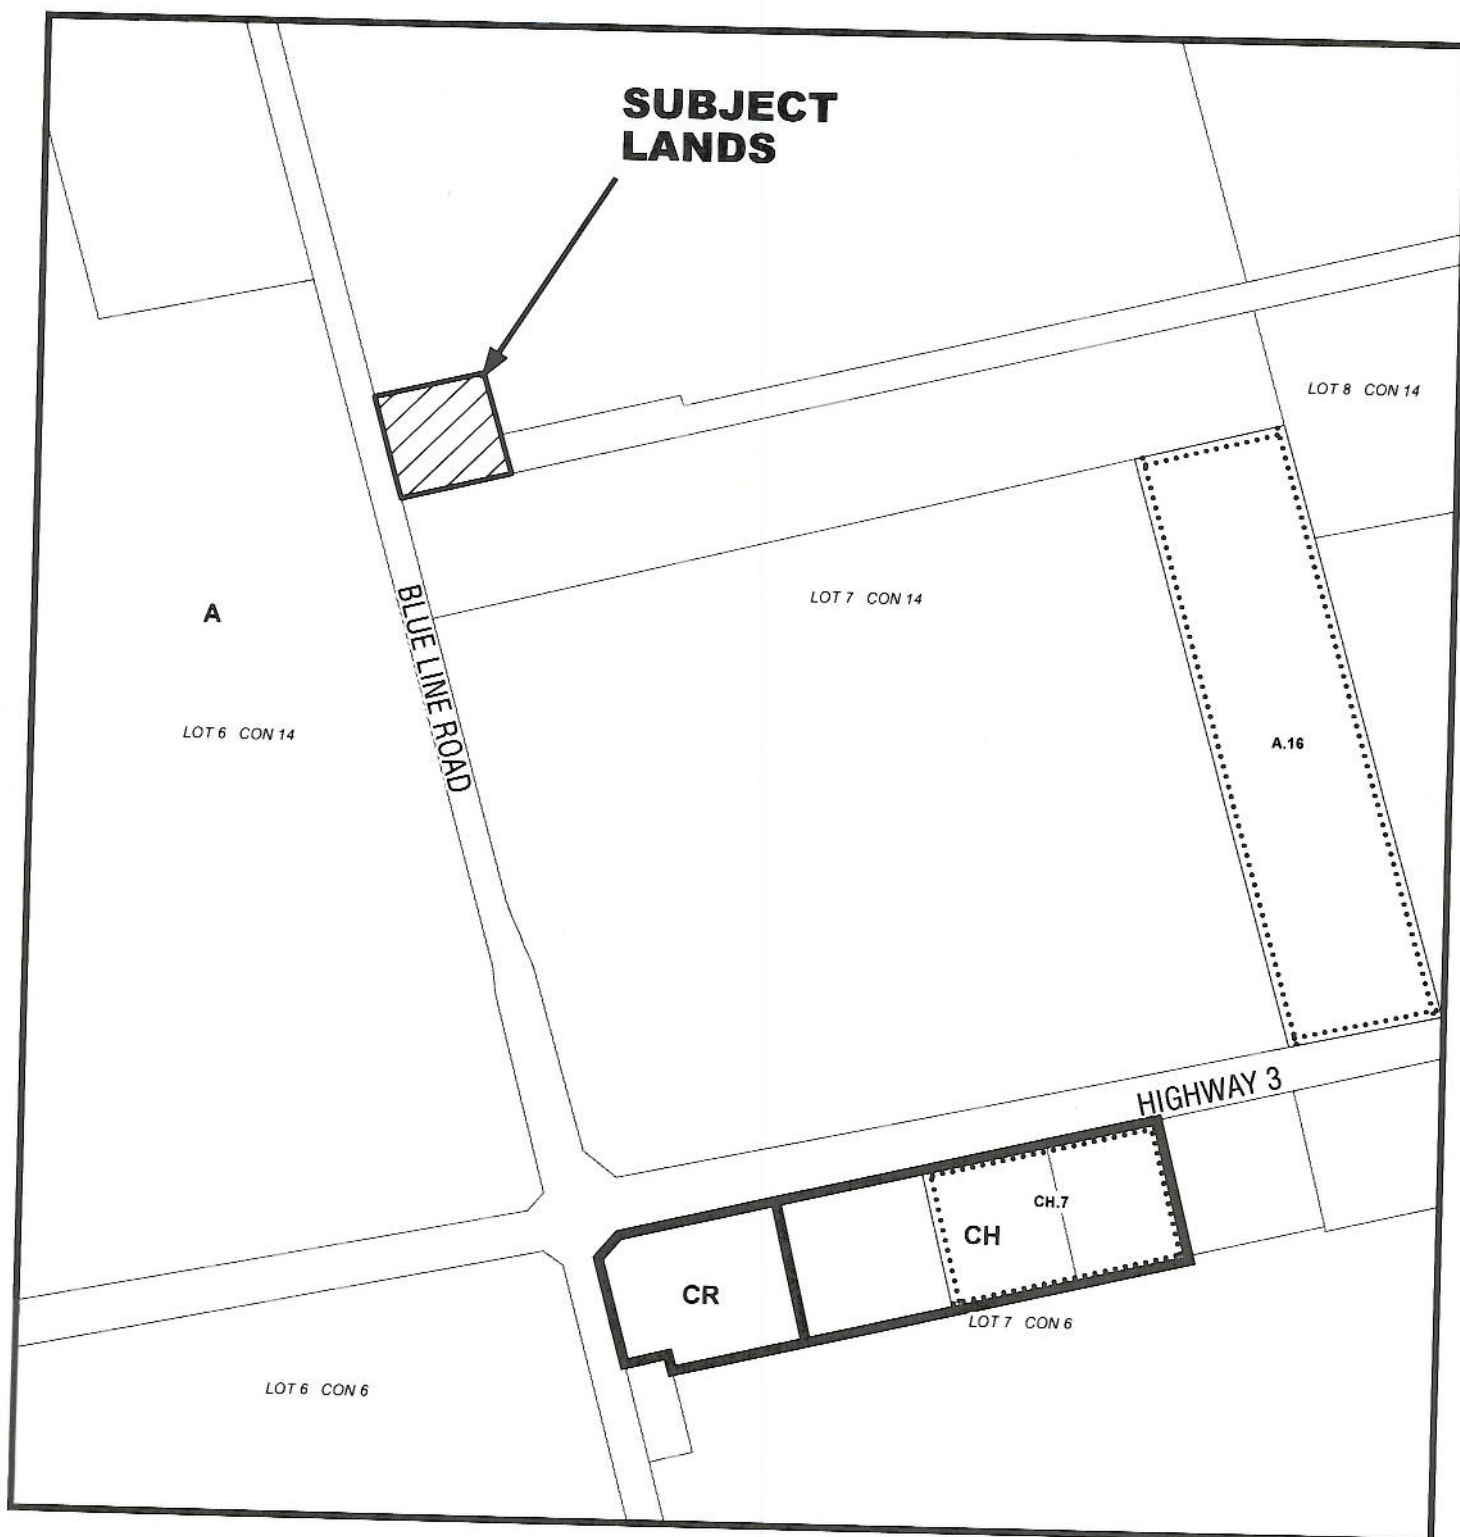 SUBJECT
LANDS
LOT 8 CON 14
LOT 7 CON 14
A
BLUE LINE ROAD
LOT 6 CON 14
A.16
HIGHWAY 3
CH.7
CH
CR
LOT 7 CON 6
LOT 6 CON 6